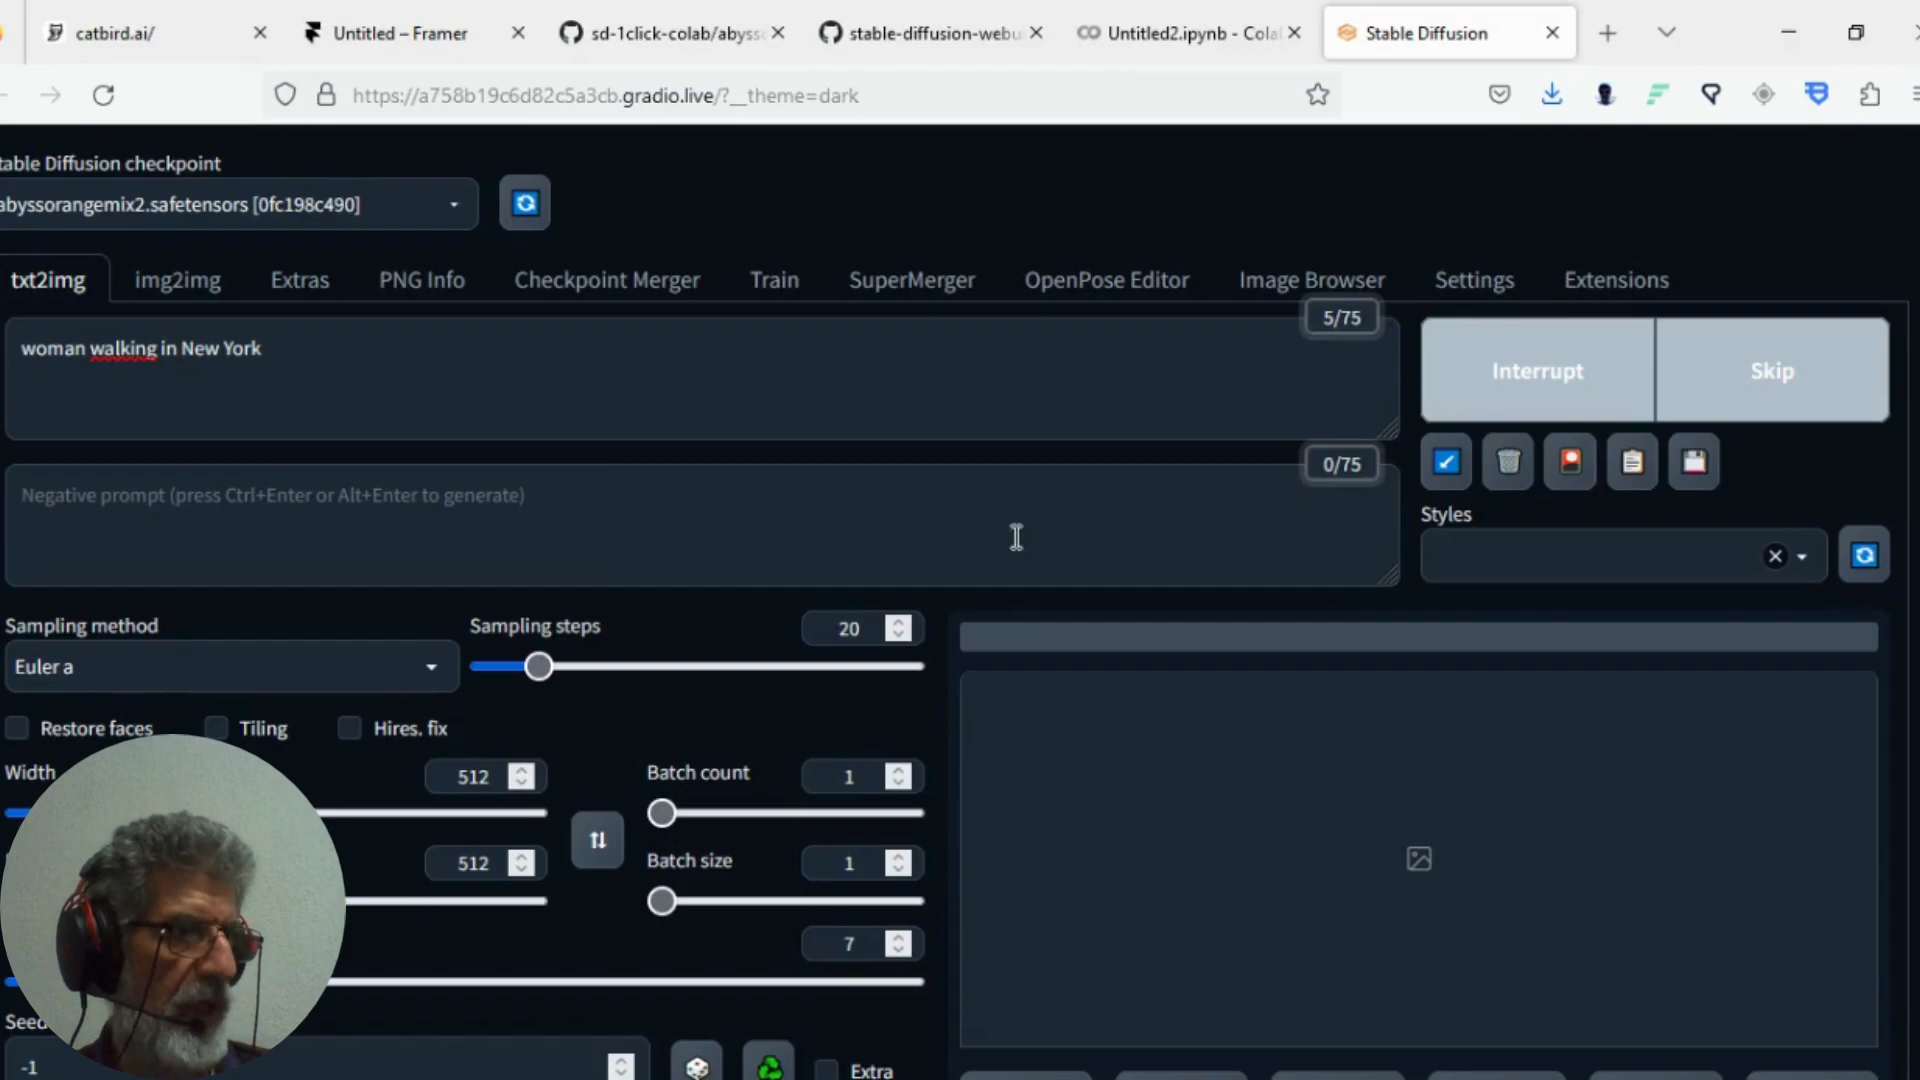 catbird.ai/
Untitled – Framer
sd-1click-colab/abysso
stable-diffusion-webu
Untitled2.ipynb - Cola
Stable Diffusion
https://a758b19c6d82c5a3cb.gradio.live/?__theme=dark
table Diffusion checkpoint
abyssorangemix2.safetensors [0fc198c490]
txt2img
img2img
Extras
PNG Info
Checkpoint Merger
Train
SuperMerger
OpenPose Editor
Image Browser
Settings
Extensions
5/75
woman walking in New York
Interrupt
Skip
0/75
Negative prompt (press Ctrl+Enter or Alt+Enter to generate)
Styles
Sampling method
Sampling steps
20
Euler a
Restore faces
Tiling
Hires. fix
Width
512
Batch count
1
512
Batch size
1
7
Seed
-1
Extra